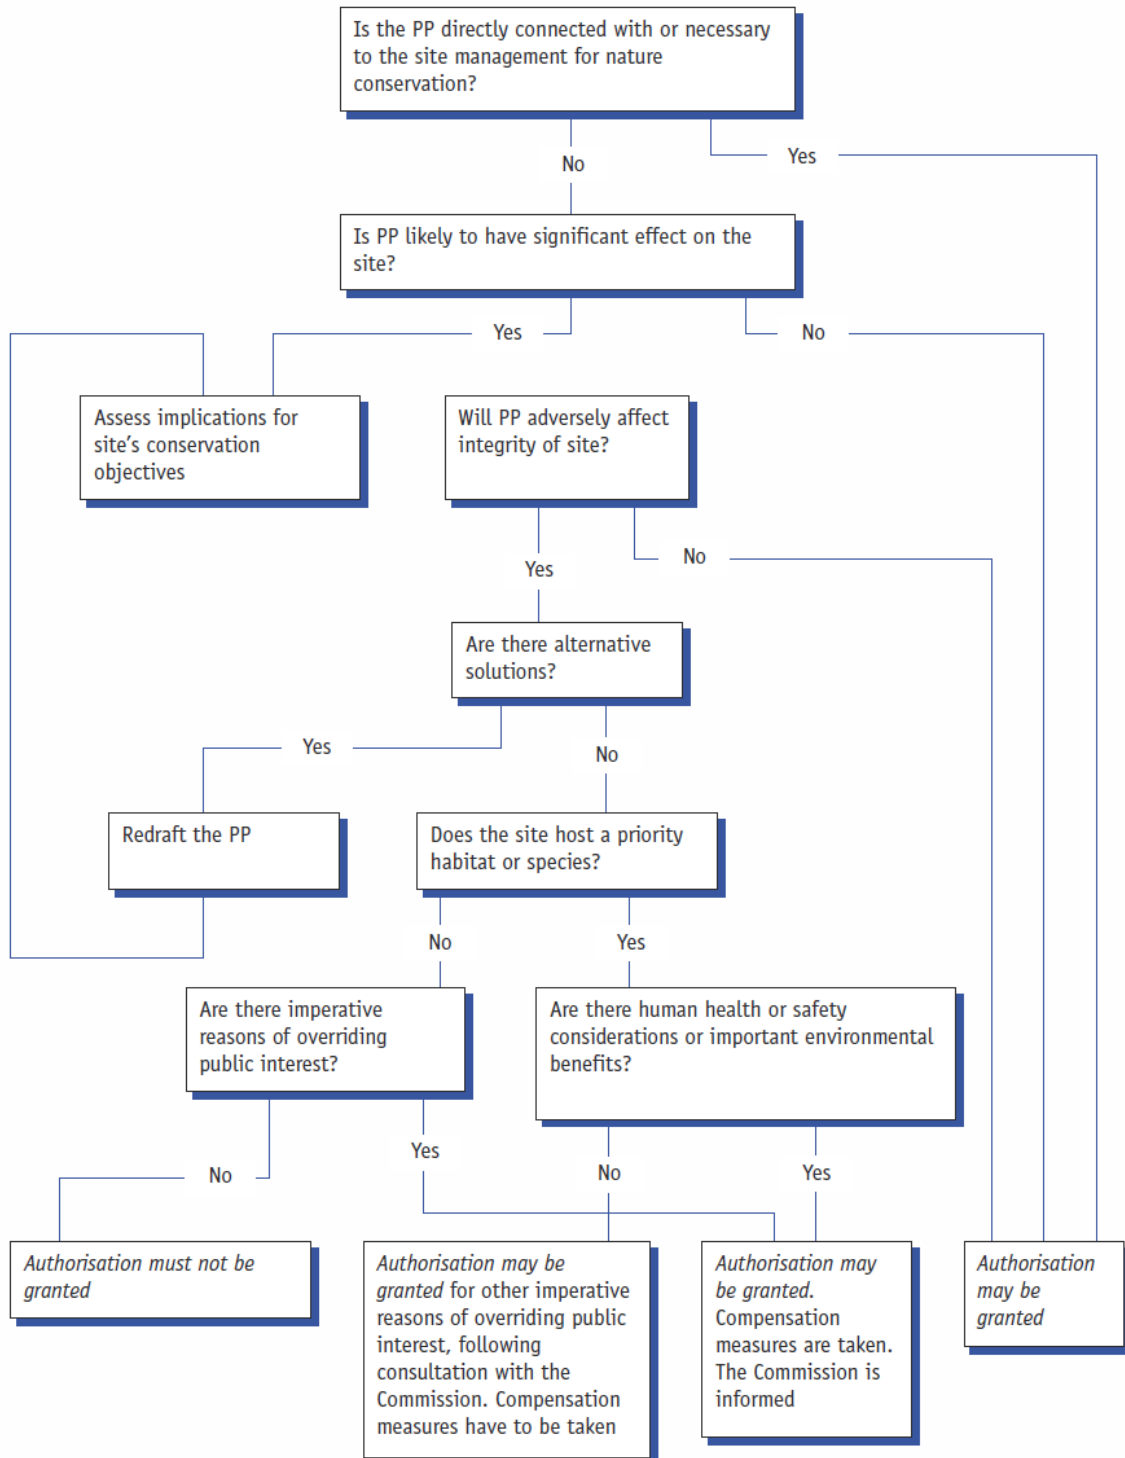 Is the PP directly connected with or necessary
to the site management for nature
conservation?
No
Yes
Is PP likely to have significant effect on the
site?
Yes
No
Assess implications for
site's conservation
objectives
Will PP adversely affect
integrity of site?
Yes
No
Are there alternative
solutions?
Yes
No
Redraft the PP
Does the site host a priority
habitat or species?
No
Yes
Are there imperative
reasons of overriding
public interest?
Are there human health or safety
considerations or important environmental
benefits?
No
Yes
No
Yes
Authorisation must not be
granted
Authorisation may be
granted for other imperative
reasons of overriding public
interest, following
consultation with the
Commission. Compensation
measures have to be taken
Authorisation may
be granted.
Compensation
measures are taken.
The Commission is
informed
Authorisation
may be
granted